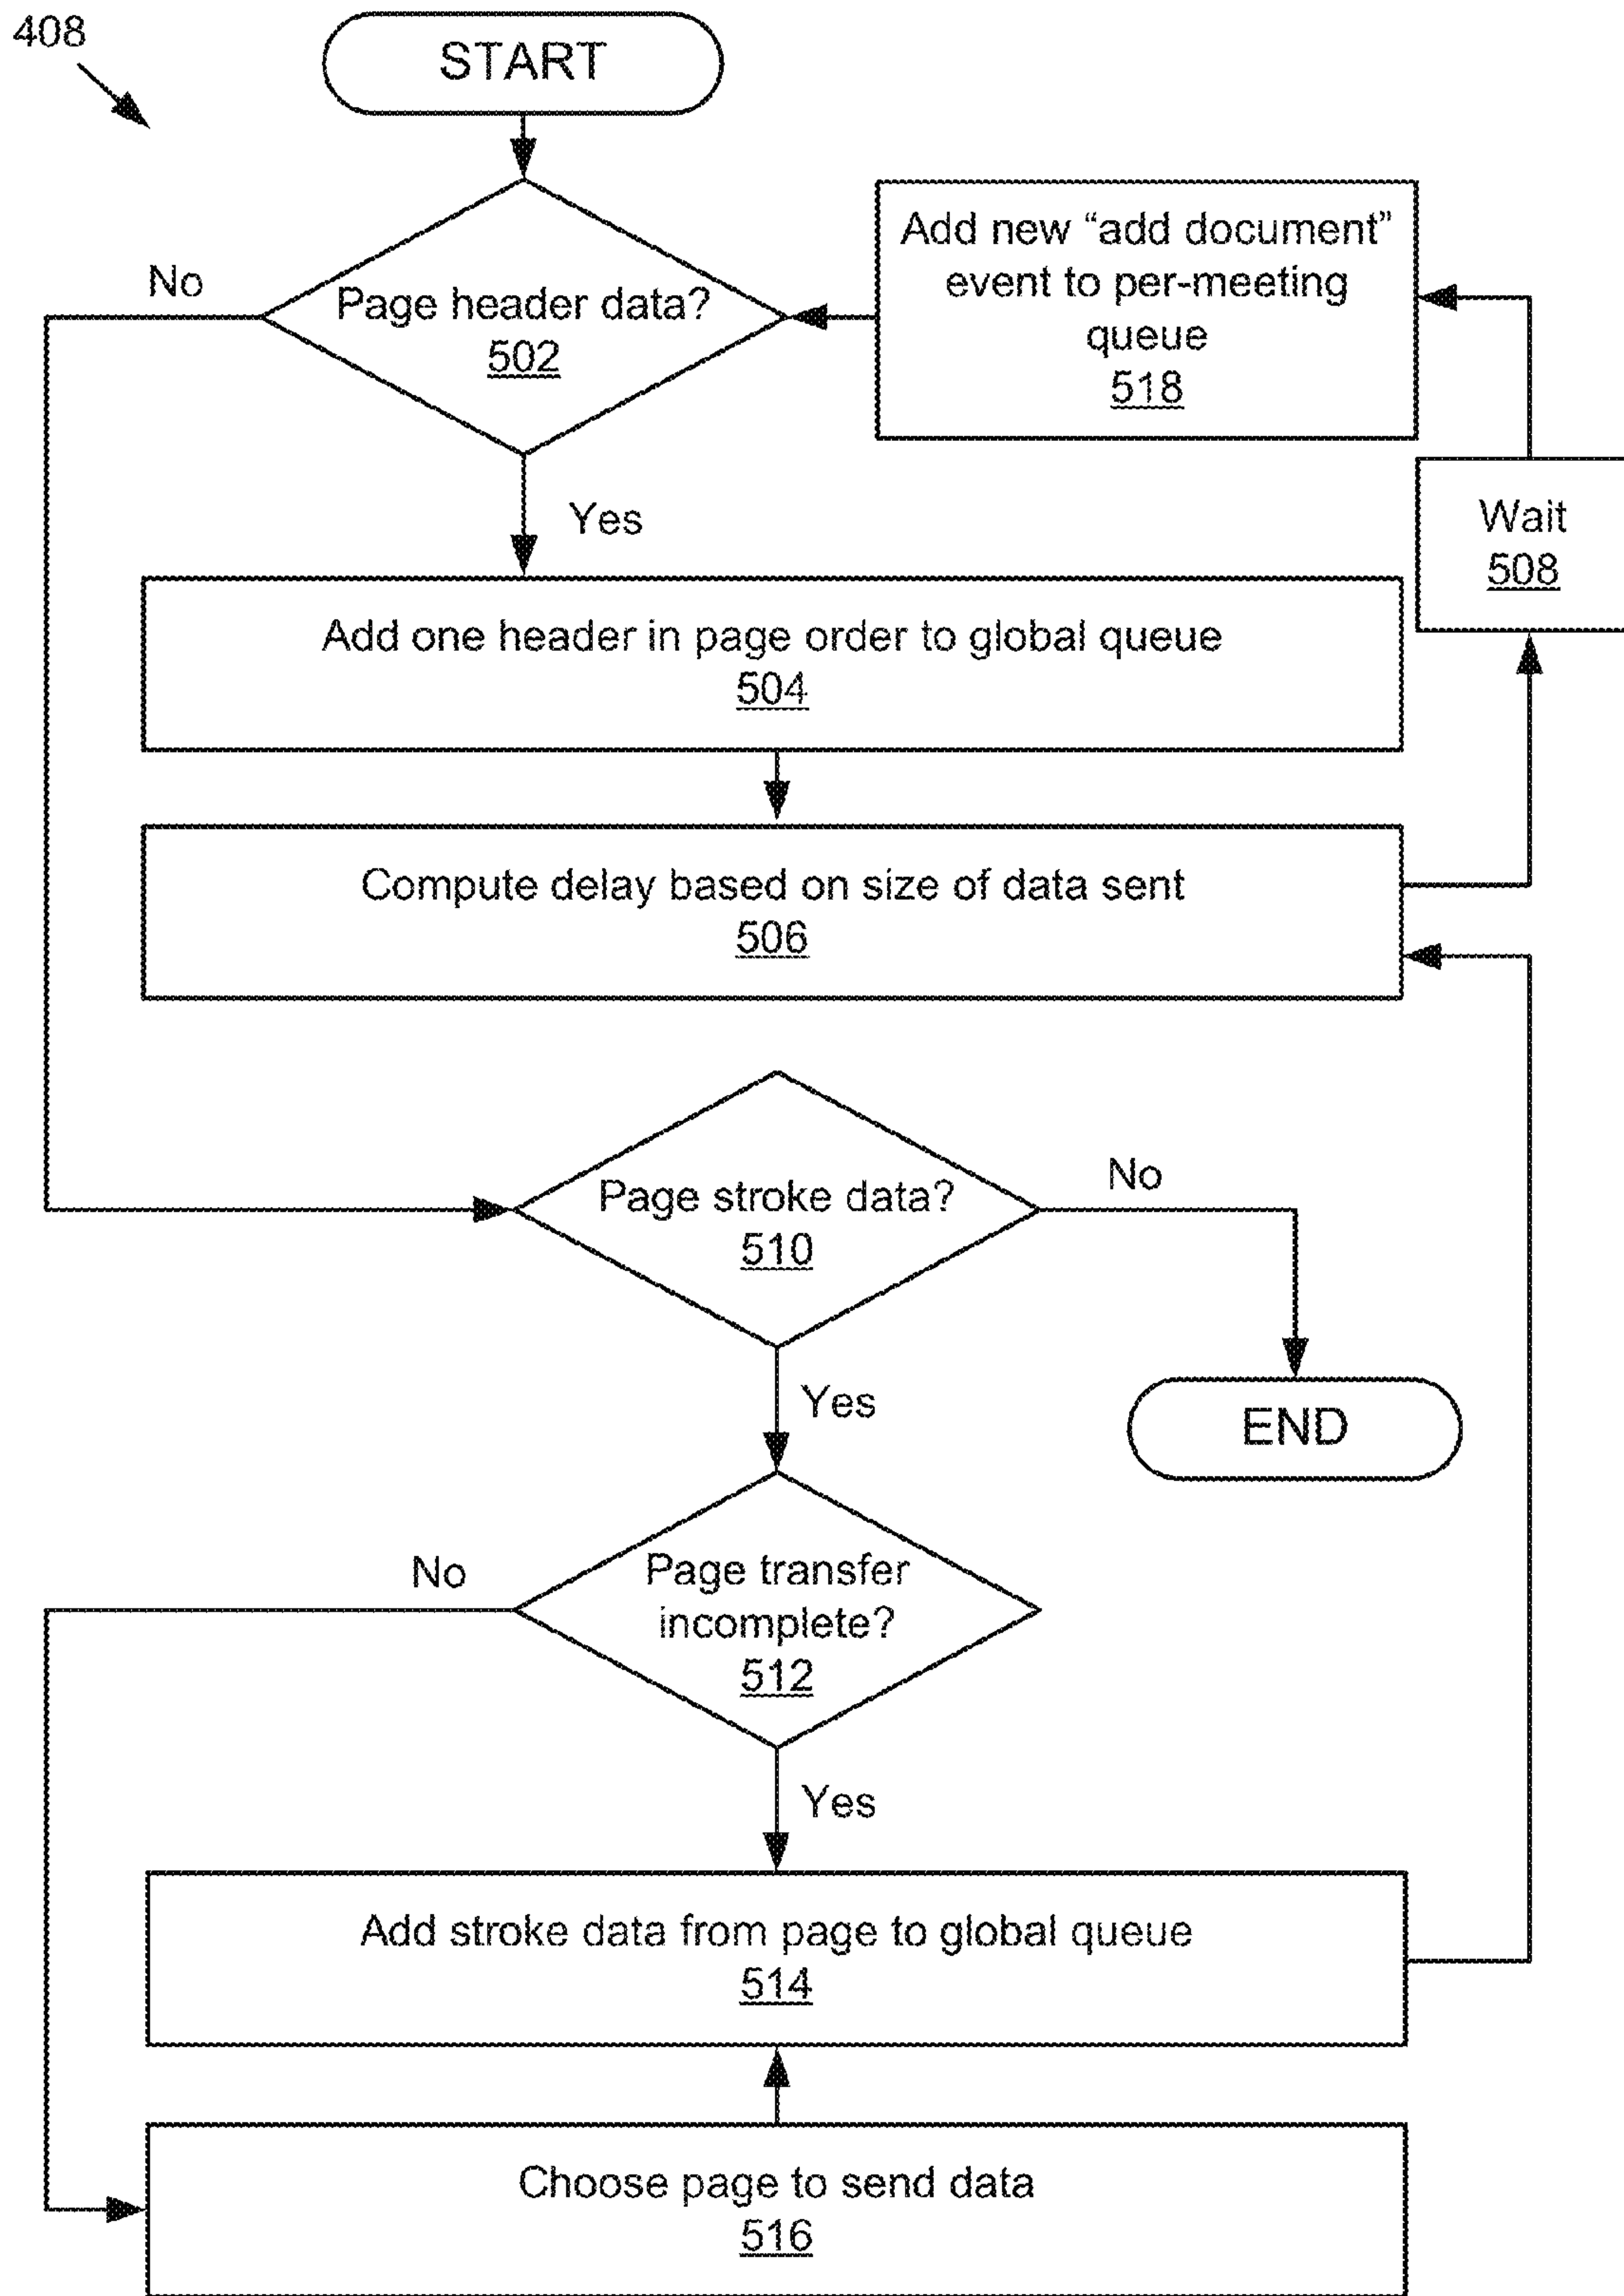 408
START
No
Page header data?
502
Add new “add document”
event to per-meeting
queue
518
Yes
Wait
508
Add one header in page order to global queue
504
Compute delay based on size of data sent
506
Page stroke data?
510
No
Yes
END
No
Page transfer
incomplete?
512
Yes
Add stroke data from page to global queue
514
Choose page to send data
516